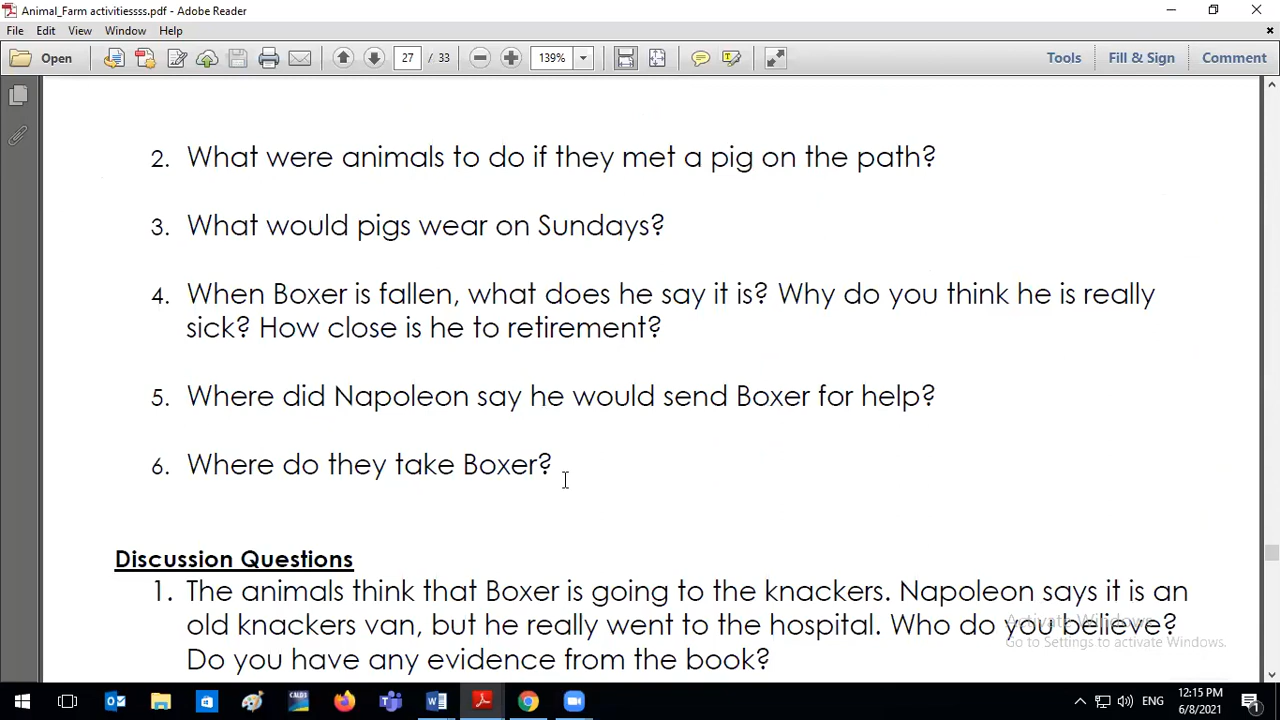 Animal_Farm activitiessss.pdf - Adobe Reader
File Edit View Window Help
Open 27 / 33 139% Tools Fill & Sign Comment
2. What were animals to do if they met a pig on the path?
3. What would pigs wear on Sundays?
4. When Boxer is fallen, what does he say it is? Why do you think he is really
sick? How close is he to retirement?
5. Where did Napoleon say he would send Boxer for help?
6. Where do they take Boxer?
Discussion Questions
1. The animals think that Boxer is going to the knackers. Napoleon says it is an
old knackers van, but he really went to the hospital. Who do you believe?
Do you have any evidence from the book?
Activate Windows
Go to Settings to activate Windows.
CALD3
ENG
12:15 PM
6/8/2021
1